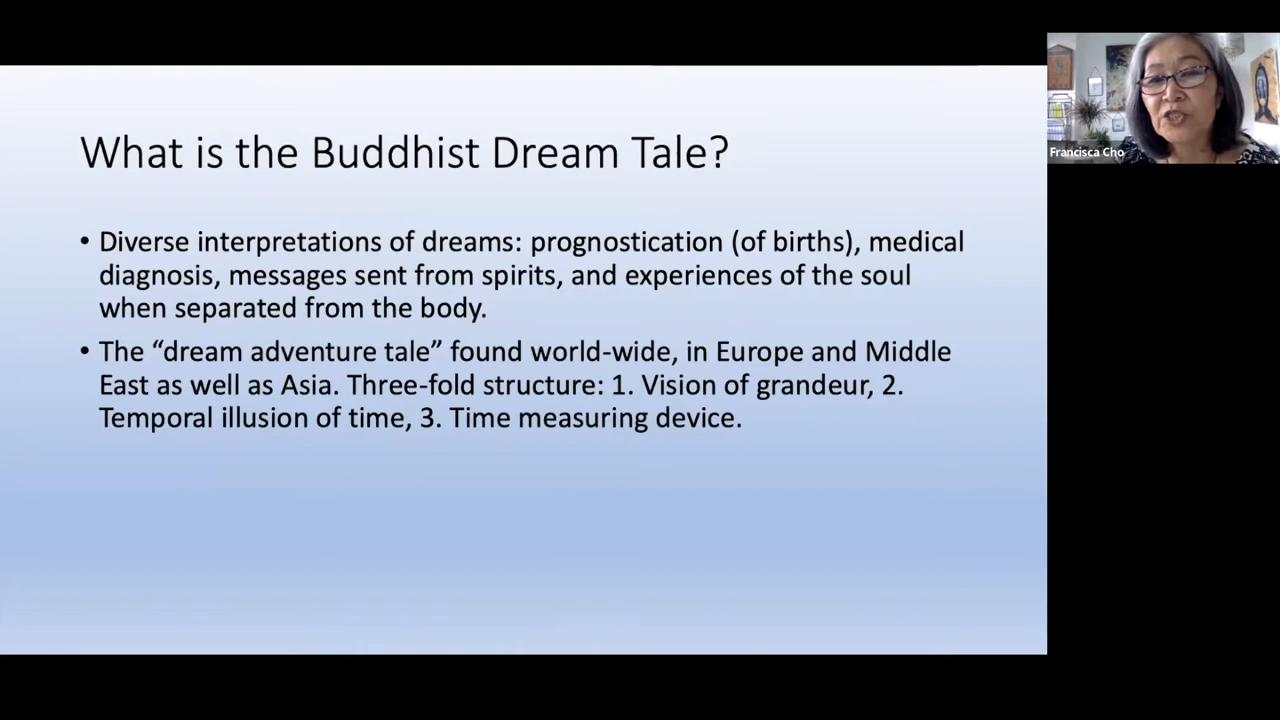 What is the Buddhist Dream Tale?
• Diverse interpretations of dreams: prognostication (of births), medical
diagnosis, messages sent from spirits, and experiences of the soul
when separated from the body.
• The “dream adventure tale” found world-wide, in Europe and Middle
East as well as Asia. Three-fold structure: 1. Vision of grandeur, 2.
Temporal illusion of time, 3. Time measuring device.
Francisca Cho